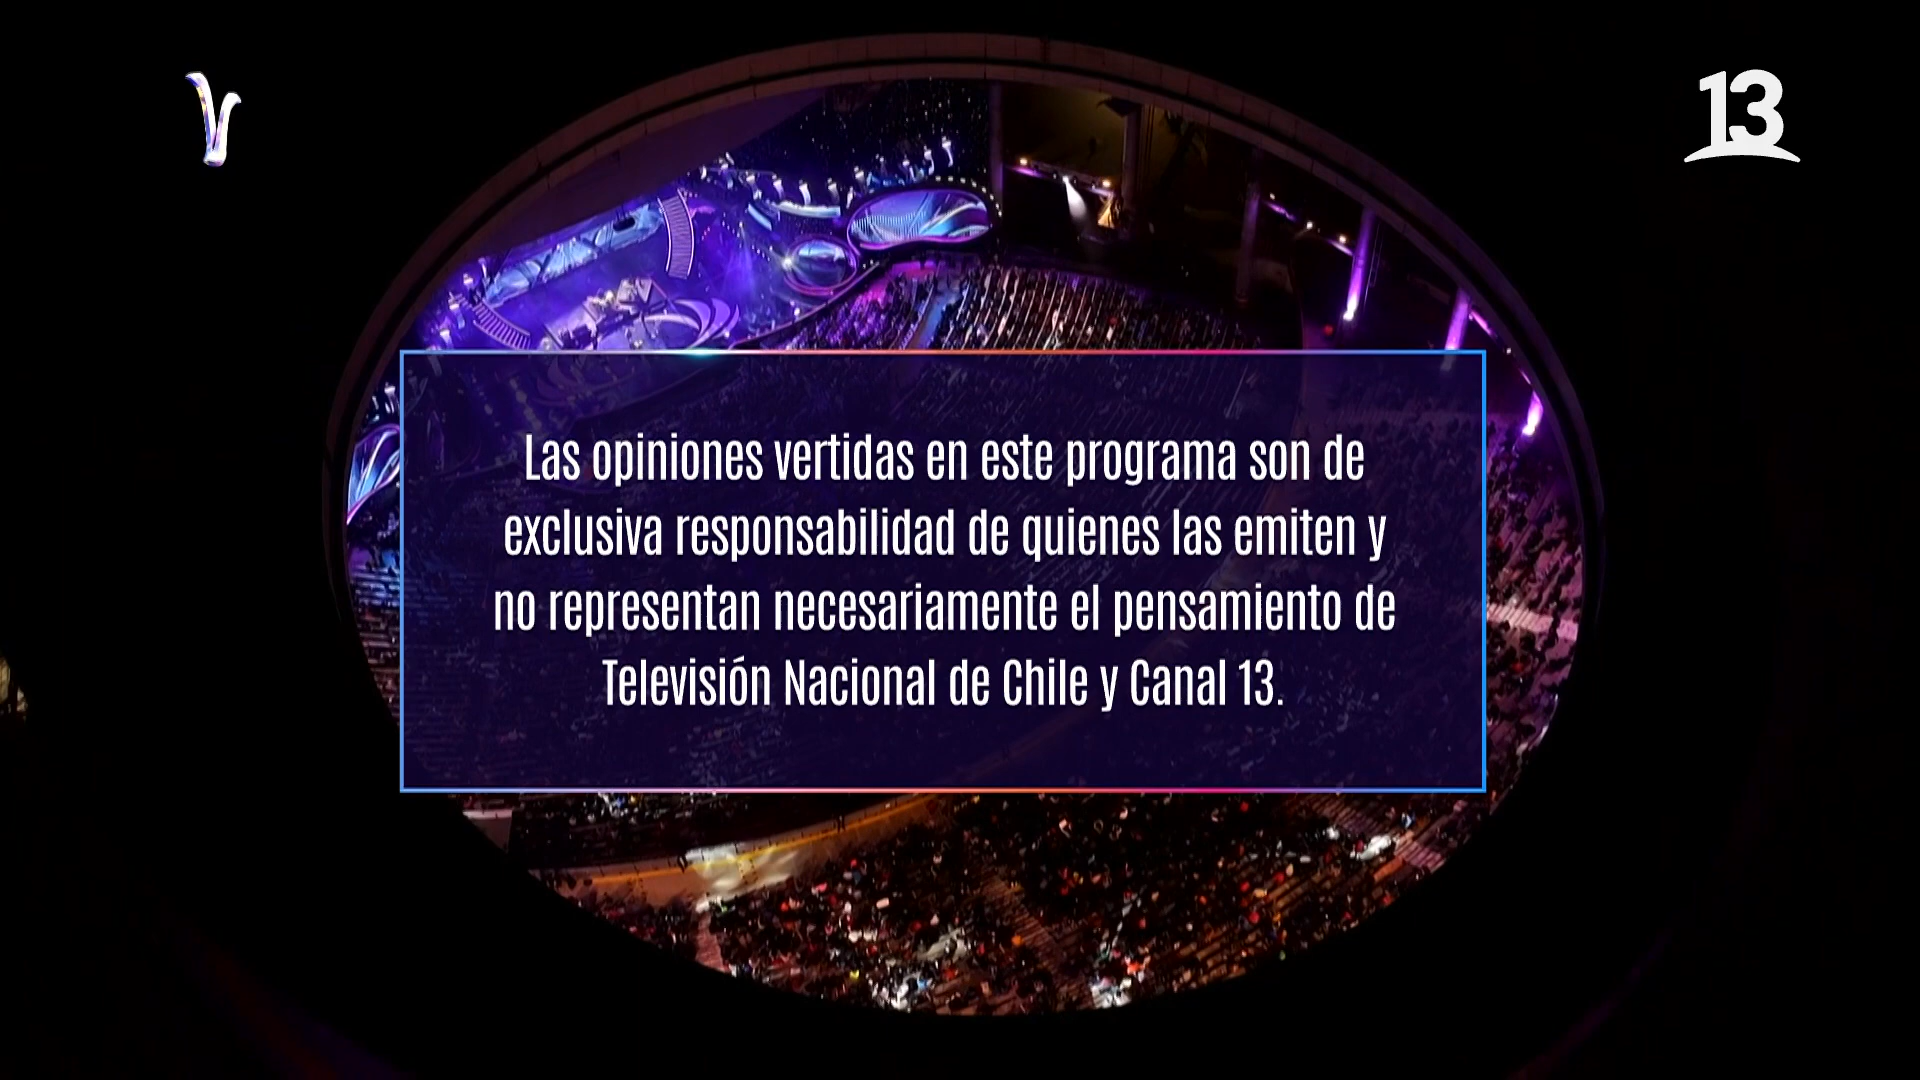 V
13
Las opiniones vertidas en este programa son de
exclusiva responsabilidad de quienes las emiten y
no representan necesariamente el pensamiento de
Televisión Nacional de Chile y Canal 13.